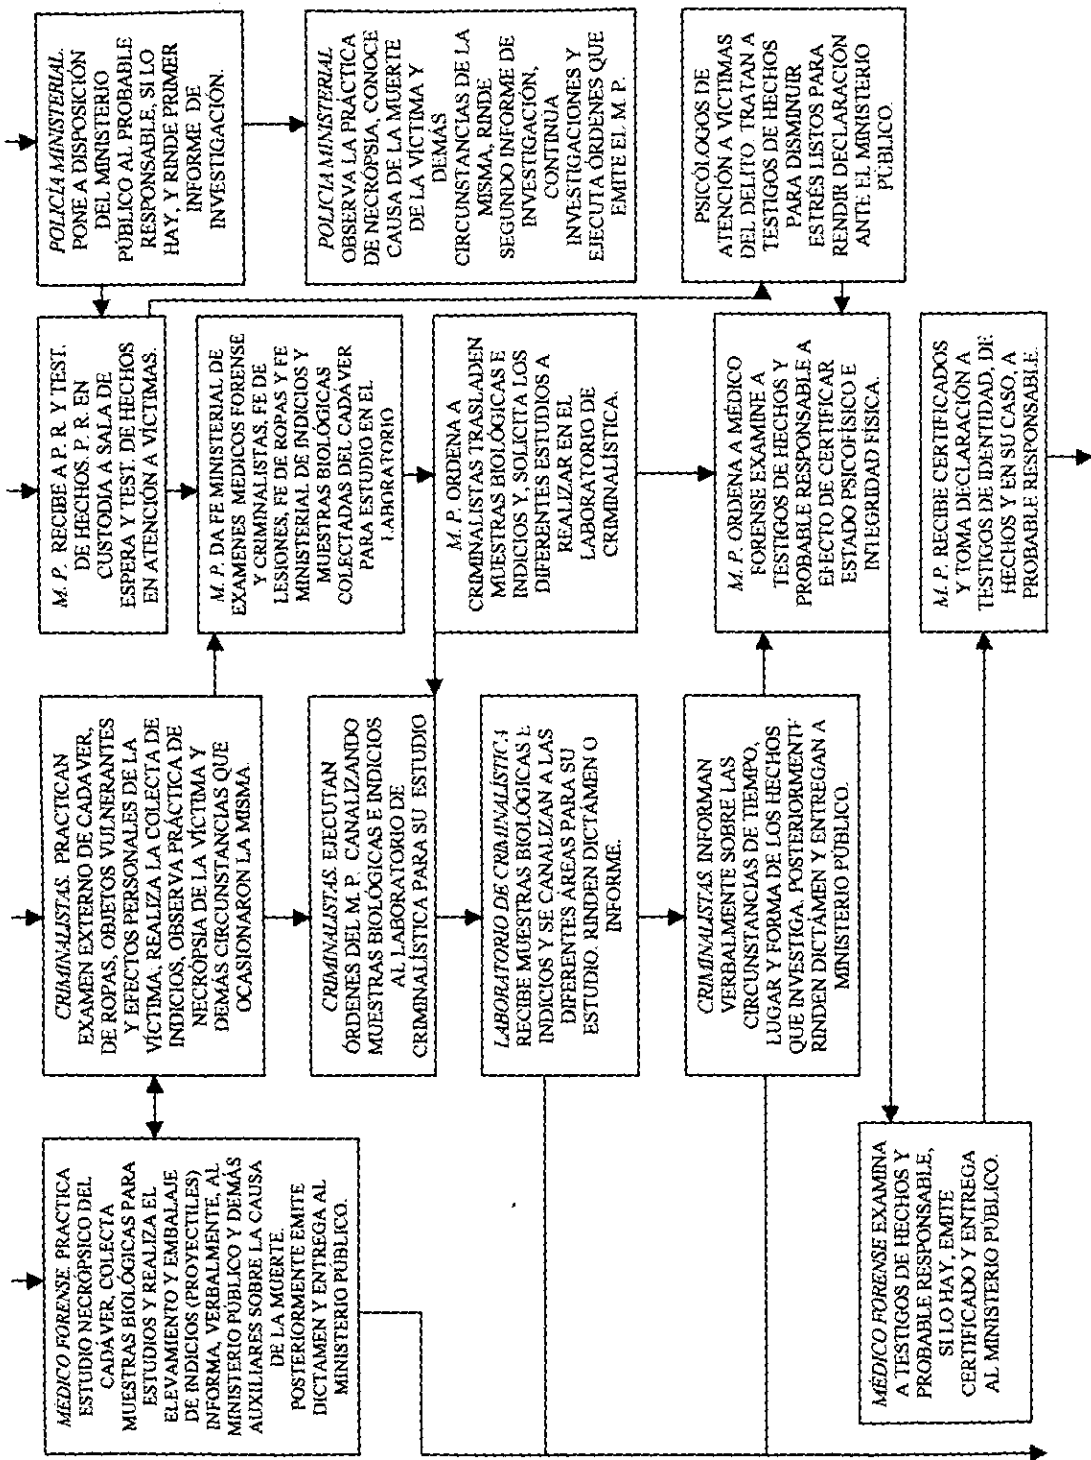 MÉDICO FORENSE. PRACTICA
ESTUDIO NECRÓPSICO DEL
CADÁVER, COLECTA
MUESTRAS BIOLÓGICAS PARA
ESTUDIOS Y REALIZA EL
ELEVAMIENTO Y EMBALAJE
DE INDICIOS (PROYECTILES)
INFORMA, VERBALMENTE, AL
MINISTERIO PÚBLICO Y DEMÁS
AUXILIARES SOBRE LA CAUSA
DE LA MUERTE.
POSTERIORMENTE EMITE
DICTAMEN Y ENTREGA AL
MINISTERIO PÚBLICO.
MÉDICO FORENSE EXAMINA
A TESTIGOS DE HECHOS Y
PROBABLE RESPONSABLE,
SI LO HAY, EMITE
CERTIFICADO Y ENTREGA
AL MINISTERIO PÚBLICO.
CRIMINALISTAS. PRACTICAN
EXAMEN EXTERNO DE CADAVER,
DE ROPAS, OBJETOS VULNERANTES
Y EFECTOS PERSONALES DE LA
VÍCTIMA, REALIZA LA COLECTA DE
INDICIOS, OBSERVA PRÁCTICA DE
NECRÓPSIA DE LA VÍCTIMA Y
DEMÁS CIRCUNSTANCIAS QUE
OCASIONARON LA MISMA.
CRIMINALISTAS. EJECUTAN
ÓRDENES DEL M. P. CANALIZANDO
MUESTRAS BIOLÓGICAS E INDICIOS
AL LABORATORIO DE
CRIMINALÍSTICA PARA SU ESTUDIO
LABORATORIO DE CRIMINALÍSTICA
RECIBE MUESTRAS BIOLÓGICAS E
INDICIOS Y SE CANALIZAN A LAS
DIFERENTES ÁREAS PARA SU
ESTUDIO. RINDEN DICTÁMEN O
INFORME.
CRIMINALISTAS. INFORMAN
VERBALMENTE SOBRE LAS
CIRCUSTANCIAS DE TIEMPO,
LUGAR Y FORMA DE LOS HECHOS
QUE INVESTIGA. POSTERIORMENTE
RINDEN DICTÁMEN Y ENTREGAN A
MINISTERIO PÚBLICO.
M. P. RECIBE A P. R. Y TEST.
DE HECHOS. P. R. EN
CUSTODÍA A SALA DE
ESPERA Y TEST. DE HECHOS
EN ATENCIÓN A VÍCTIMAS.
M. P. DA FE MINISTERIAL DE
EXÁMENES MEDICOS FORENSE
Y CRIMINALISTAS, FE DE
LESIONES, FE DE ROPAS Y FE
MINISTERIAL DE INDICIOS Y
MUESTRAS BIOLÓGICAS
COLECTADAS DEL CADAVER
PARA ESTUDIO EN EL
LABORATORIO
M. P. ORDENA A
CRIMINALISTAS TRASLADEN
MUESTRAS BIOLÓGICAS E
INDICIOS Y, SOLICITA LOS
DIFERENTES ESTUDIOS A
REALIZAR EN EL
LABORATORIO DE
CRIMINALÍSTICA.
M. P. ORDENA A MÉDICO
FORENSE EXAMINE A
TESTIGOS DE HECHOS Y
PROBABLE RESPONSABLE A
EFECTO DE CERTIFICAR
ESTADO PSICOFÍSICO E
INTEGRIDAD FÍSICA.
M. P. RECIBE CERTIFICADOS
Y TOMA DECLARACIÓN A
TESTIGOS DE IDENTIDAD, DE
HECHOS Y EN SU CASO, A
PROBABLE RESPONSABLE.
POLICÍA MINISTERIAL.
PONE A DISPOSICIÓN
DEL MINISTERIO
PÚBLICO AL PROBABLE
RESPONSABLE, SI LO
HAY, Y RINDE PRIMER
INFORME DE
INVESTIGACIÓN.
POLICIA MINISTERIAL
OBSERVA LA PRÁCTICA
DE NECRÓPSIA, CONOCE
CAUSA DE LA MUERTE
DE LA VÍCTIMA Y
DEMÁS
CIRCUNSTANCIAS DE LA
MISMA, RINDE
SEGUNDO INFORME DE
INVESTIGACIÓN,
CONTINUA
INVESTIGACIONES Y
EJECUTA ÓRDENES QUE
EMITE EL M. P.
PSICÓLOGOS DE
ATENCIÓN A VÍCTIMAS
DEL DELITO TRATAN A
TESTIGOS DE HECHOS
PARA DISMINUIR
ESTRÉS LISTOS PARA
RENDIR DECLARACIÓN
ANTE EL MINISTERIO
PÚBLICO.